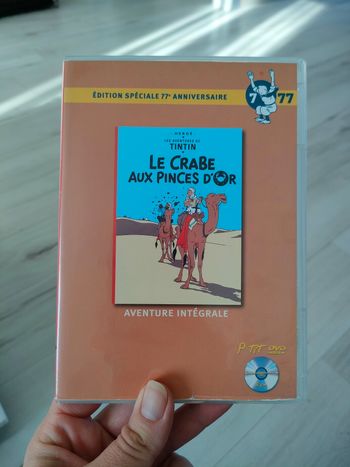 ÉDITION SPÉCIALE 77e ANNIVERSAIRE
7 77
HERGÉ
LES AVENTURES DE
TINTIN
LE CRABE
AUX PINCES D'OR
AVENTURE INTÉGRALE
P'TIT DVD